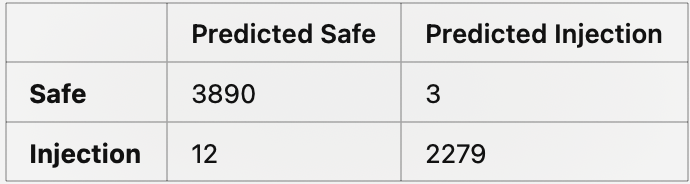 Predicted Safe Predicted Injection
Safe 3890 3
Injection 12 2279